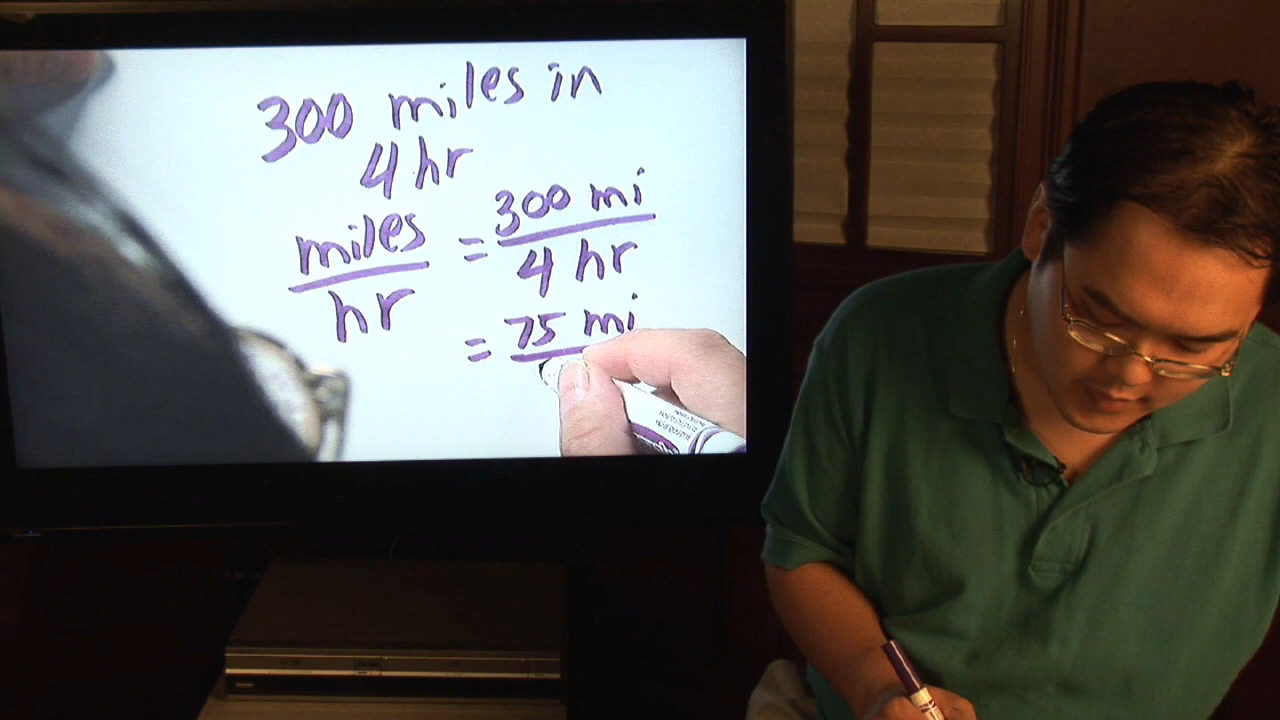 300 miles in
4 hr
miles = 300 mi
hr 4 hr
= 75 mi